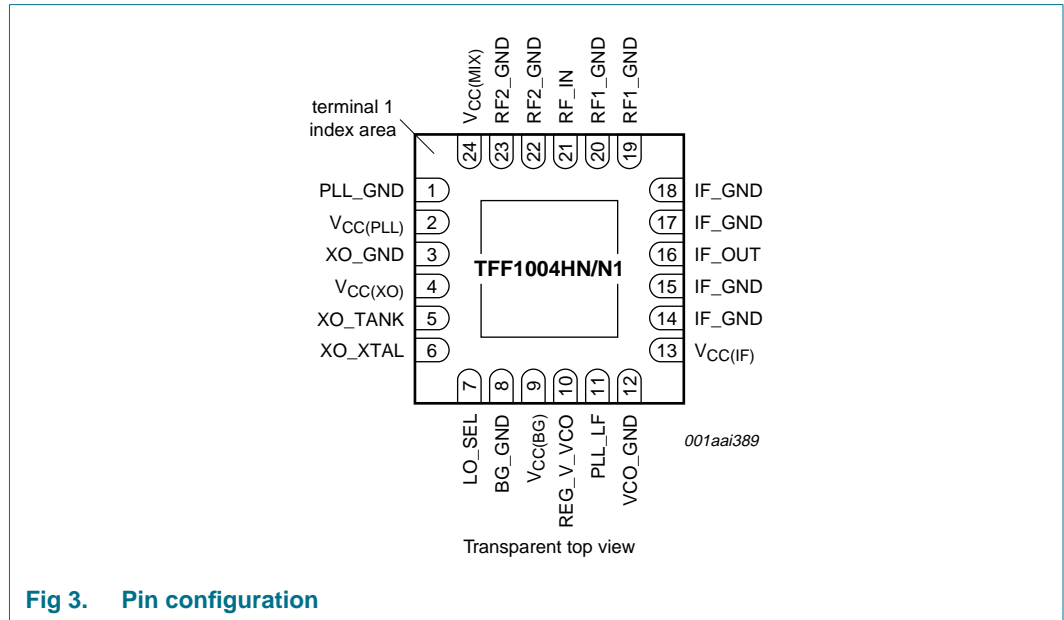 VCC(MIX)
RF2_GND
RF2_GND
RF_IN
RF1_GND
RF1_GND
terminal 1
index area
24 23 22 21 20 19
PLL_GND 1
VCC(PLL) 2
XO_GND 3
VCC(XO) 4
XO_TANK 5
XO_XTAL 6
TFF1004HN/N1
18 IF_GND
17 IF_GND
16 IF_OUT
15 IF_GND
14 IF_GND
13 VCC(IF)
7 8 9 10 11 12
LO_SEL
BG_GND
VCC(BG)
REG_V_VCO
PLL_LF
VCO_GND
001aai389
Transparent top view
Fig 3. Pin configuration